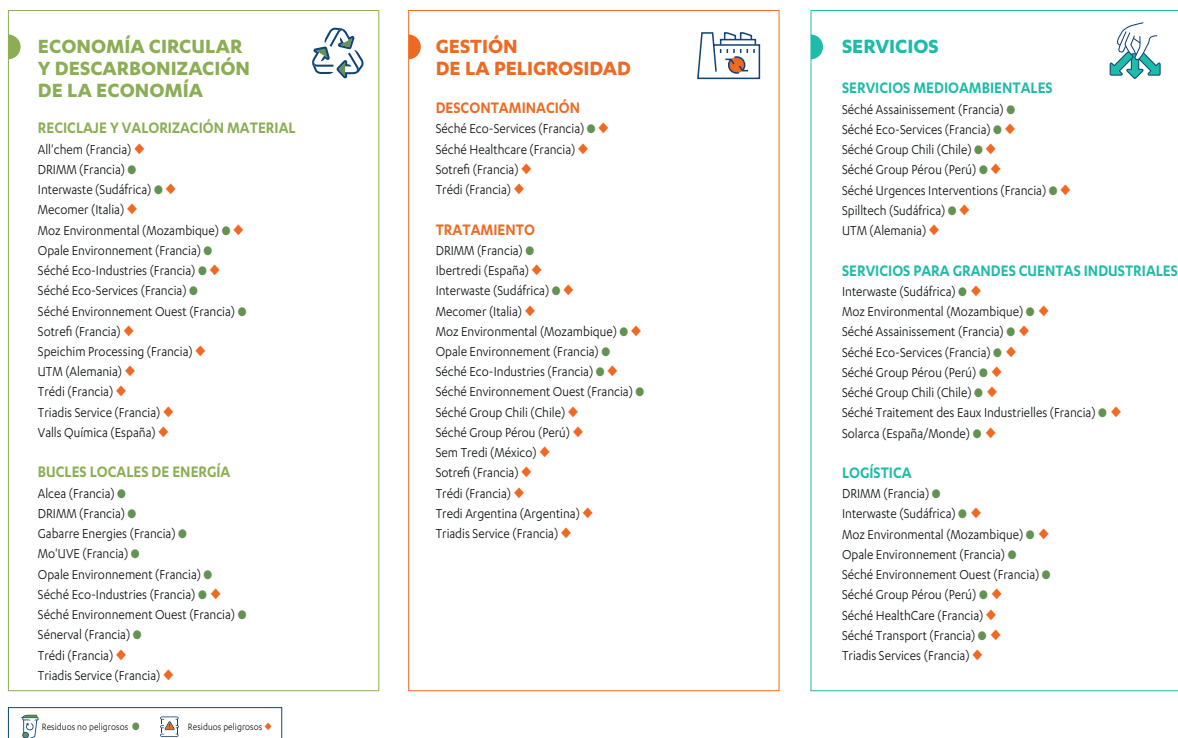 ECONOMÍA CIRCULAR
Y DESCARBONIZACIÓN
DE LA ECONOMÍA
RECICLAJE Y VALORIZACIÓN MATERIAL
All'chem (Francia)
DRIMM (Francia)
Interwaste (Sudáfrica)
Mecomer (Italia)
Moz Environmental (Mozambique)
Opale Environnement (Francia)
Séché Eco-Industries (Francia)
Séché Eco-Services (Francia)
Séché Environnement Ouest (Francia)
Sotrefi (Francia)
Speichim Processing (Francia)
UTM (Alemania)
Trédi (Francia)
Triadis Service (Francia)
Valls Química (España)
BUCLES LOCALES DE ENERGÍA
Alcea (Francia)
DRIMM (Francia)
Gabarre Energies (Francia)
Mo'UVE (Francia)
Opale Environnement (Francia)
Séché Eco-Industries (Francia)
Séché Environnement Ouest (Francia)
Sénerval (Francia)
Trédi (Francia)
Triadis Service (Francia)
GESTIÓN
DE LA PELIGROSIDAD
DESCONTAMINACIÓN
Séché Eco-Services (Francia)
Séché Healthcare (Francia)
Sotrefi (Francia)
Trédi (Francia)
TRATAMIENTO
DRIMM (Francia)
Ibertredi (España)
Interwaste (Sudáfrica)
Mecomer (Italia)
Moz Environmental (Mozambique)
Opale Environnement (Francia)
Séché Eco-Industries (Francia)
Séché Environnement Ouest (Francia)
Séché Group Chili (Chile)
Séché Group Pérou (Perú)
Sem Tredi (México)
Sotrefi (Francia)
Trédi (Francia)
Tredi Argentina (Argentina)
Triadis Service (Francia)
SERVICIOS
SERVICIOS MEDIOAMBIENTALES
Séché Assainissement (Francia)
Séché Eco-Services (Francia)
Séché Group Chili (Chile)
Séché Group Pérou (Perú)
Séché Urgences Interventions (Francia)
Spilltech (Sudáfrica)
UTM (Alemania)
SERVICIOS PARA GRANDES CUENTAS INDUSTRIALES
Interwaste (Sudáfrica)
Moz Environmental (Mozambique)
Séché Assainissement (Francia)
Séché Eco-Services (Francia)
Séché Group Pérou (Perú)
Séché Group Chili (Chile)
Séché Traitement des Eaux Industrielles (Francia)
Solarca (España/Monde)
LOGÍSTICA
DRIMM (Francia)
Interwaste (Sudáfrica)
Moz Environmental (Mozambique)
Opale Environnement (Francia)
Séché Environnement Ouest (Francia)
Séché Group Pérou (Perú)
Séché HealthCare (Francia)
Séché Transport (Francia)
Triadis Services (Francia)
Residuos no peligrosos
Residuos peligrosos